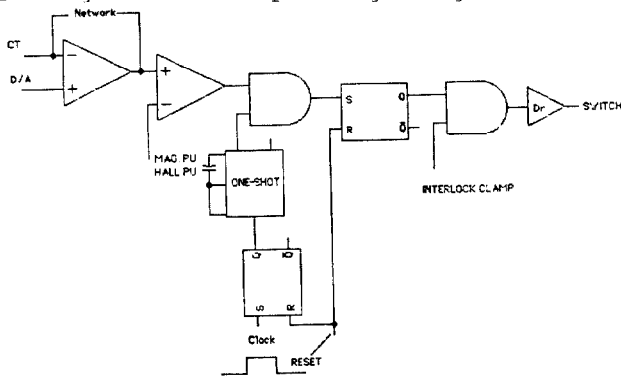 Network
CT
D/A
−
+
+
−
S
Q
R
Q̅
Dr
SWITCH
MAG. PU
HALL PU
ONE-SHOT
INTERLOCK CLAMP
Q
Q̅
S
R
Clock
RESET